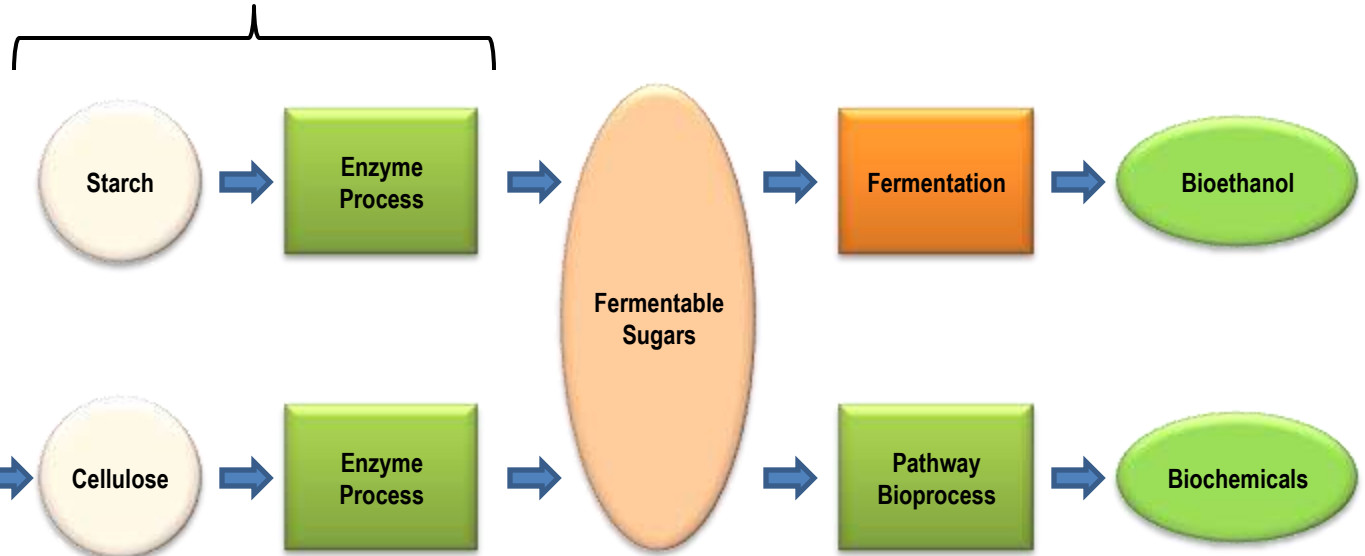 Starch
Enzyme
Process
Fermentable
Sugars
Fermentation
Bioethanol
Cellulose
Enzyme
Process
Pathway
Bioprocess
Biochemicals